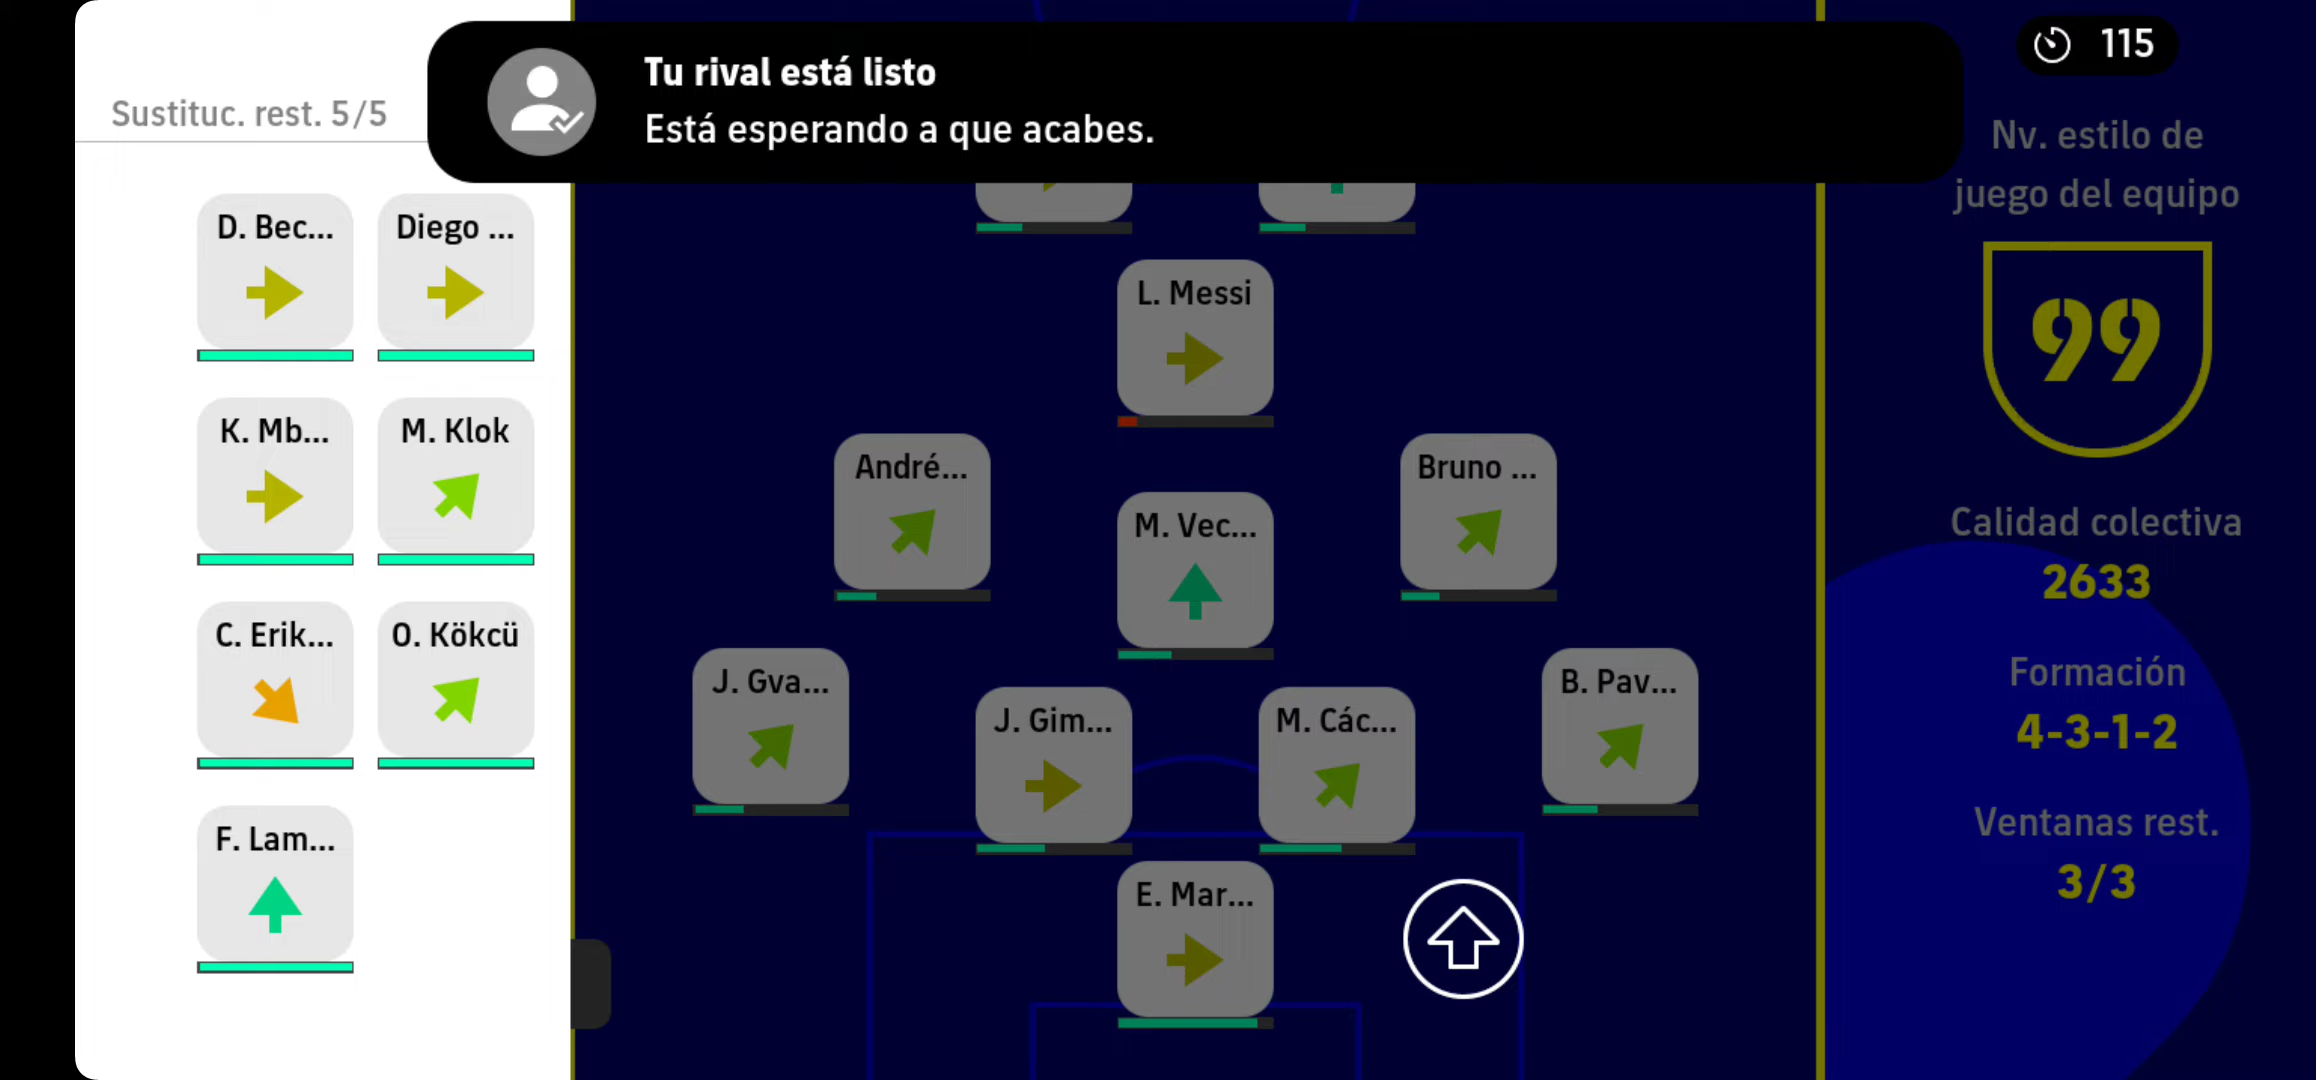 Tu rival está listo
Está esperando a que acabes.
115
Sustituc. rest. 5/5
D. Bec...
Diego ...
K. Mb...
M. Klok
C. Erik...
O. Kökcü
F. Lam...
L. Messi
André...
Bruno ...
M. Vec...
J. Gva...
J. Gim...
M. Các...
B. Pav...
E. Mar...
Nv. estilo de
juego del equipo
99
Calidad colectiva
2633
Formación
4-3-1-2
Ventanas rest.
3/3